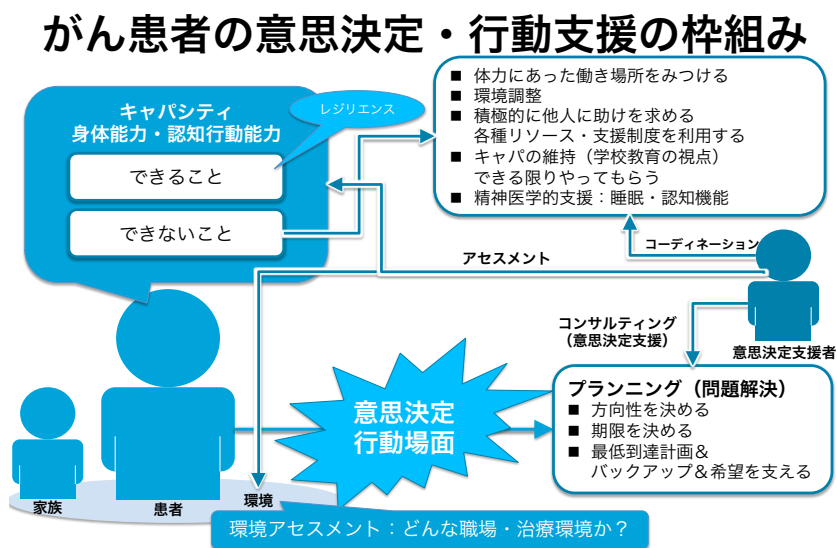 がん患者の意思決定・行動支援の枠組み
キャパシティ
身体能力・認知行動能力
レジリエンス
できること
できないこと
■ 体力にあった働き場所をみつける
■ 環境調整
■ 積極的に他人に助けを求める
各種リソース・支援制度を利用する
■ キャパの維持（学校教育の視点）
できる限りやってもらう
■ 精神医学的支援：睡眠・認知機能
アセスメント
コーディネーション
コンサルティング
（意思決定支援）
意思決定支援者
意思決定
行動場面
プランニング（問題解決）
■ 方向性を決める
■ 期限を決める
■ 最低到達計画＆
バックアップ＆希望を支える
家族
患者
環境
環境アセスメント：どんな職場・治療環境か？